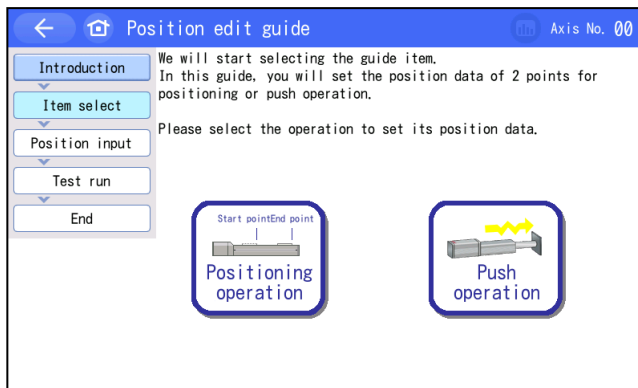 Position edit guide
Axis No. 00
Introduction
Item select
Position input
Test run
End
We will start selecting the guide item.
In this guide, you will set the position data of 2 points for
positioning or push operation.
Please select the operation to set its position data.
Start pointEnd point
Positioning
operation
Push
operation